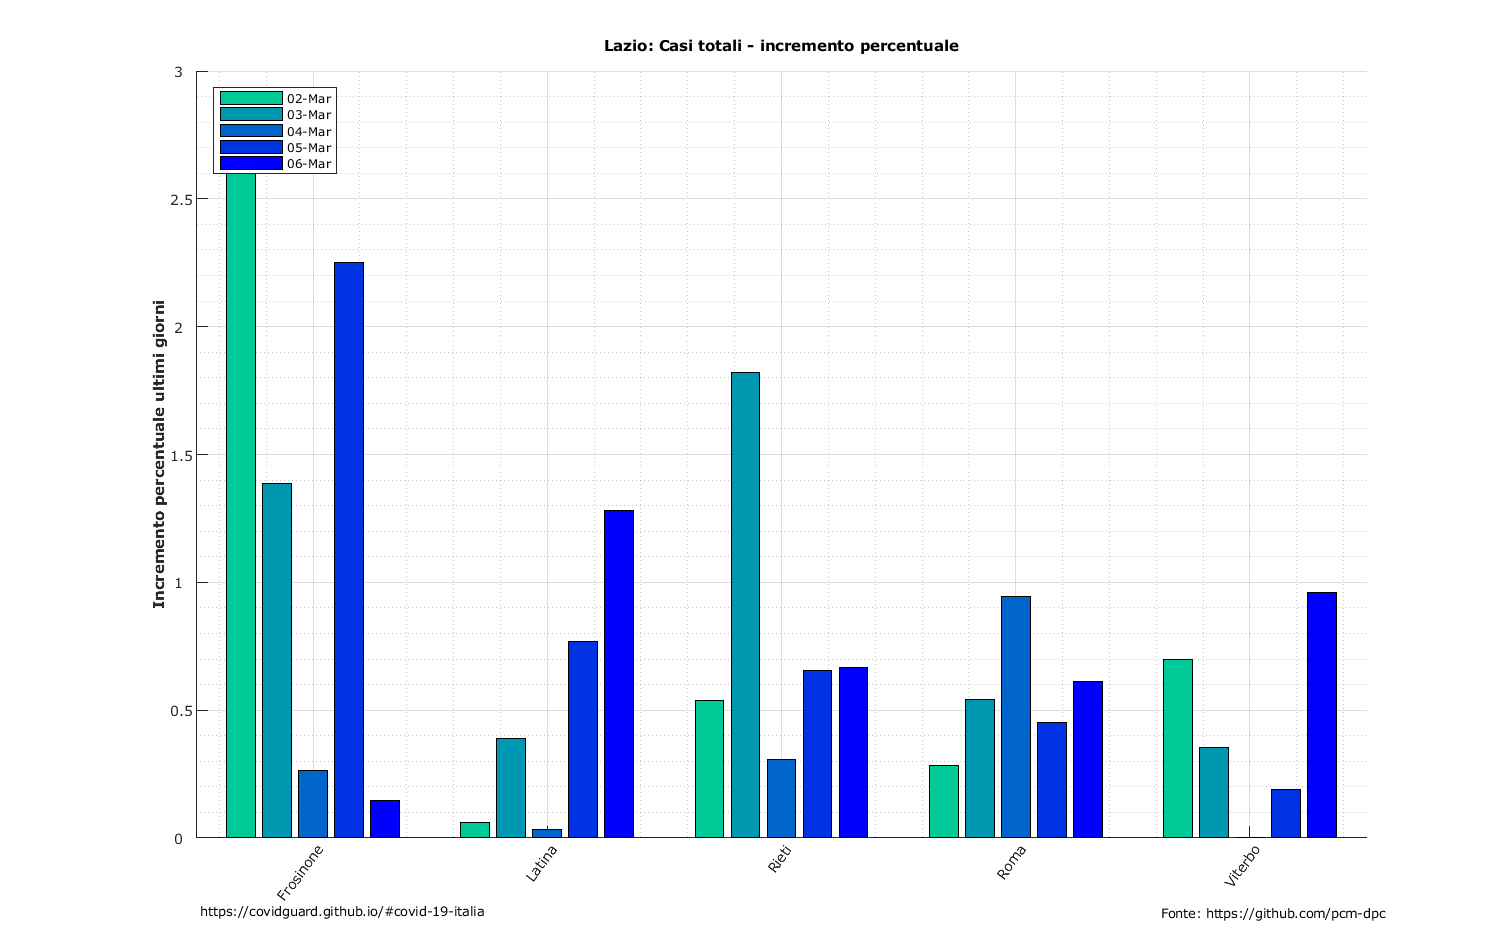 Lazio: Casi totali - incremento percentuale
3
2.5
2
1.5
1
0.5
0
Incremento percentuale ultimi giorni
02-Mar
03-Mar
04-Mar
05-Mar
06-Mar
Frosinone
Latina
Rieti
Roma
Viterbo
https://covidguard.github.io/#covid-19-italia
Fonte: https://github.com/pcm-dpc